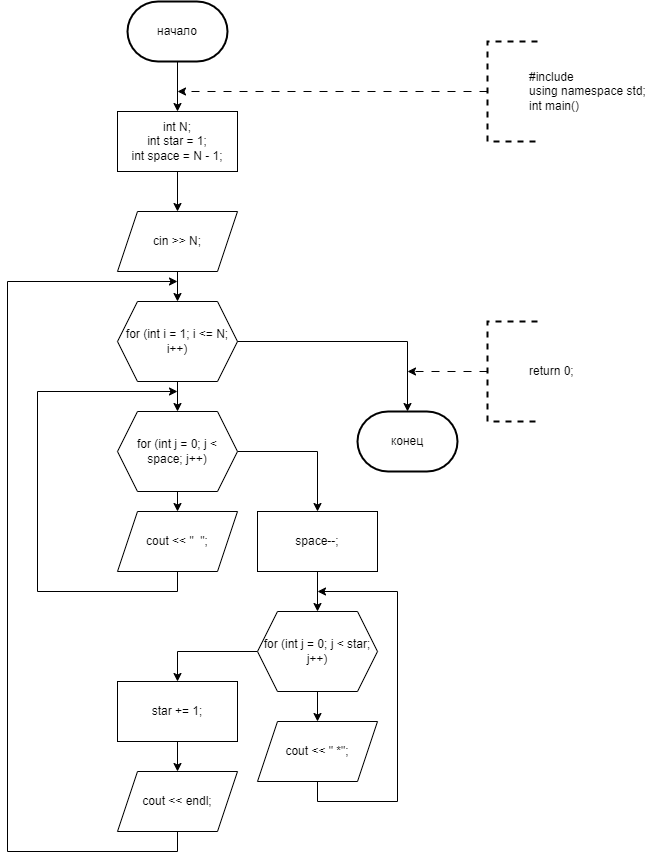 начало
#include
using namespace std;
int main()
int N;
int star = 1;
int space = N - 1;
cin >> N;
for (int i = 1; i <= N;
i++)
return 0;
for (int j = 0; j <
space; j++)
конец
cout << "  ";
space--;
for (int j = 0; j < star;
j++)
star += 1;
cout << " *";
cout << endl;